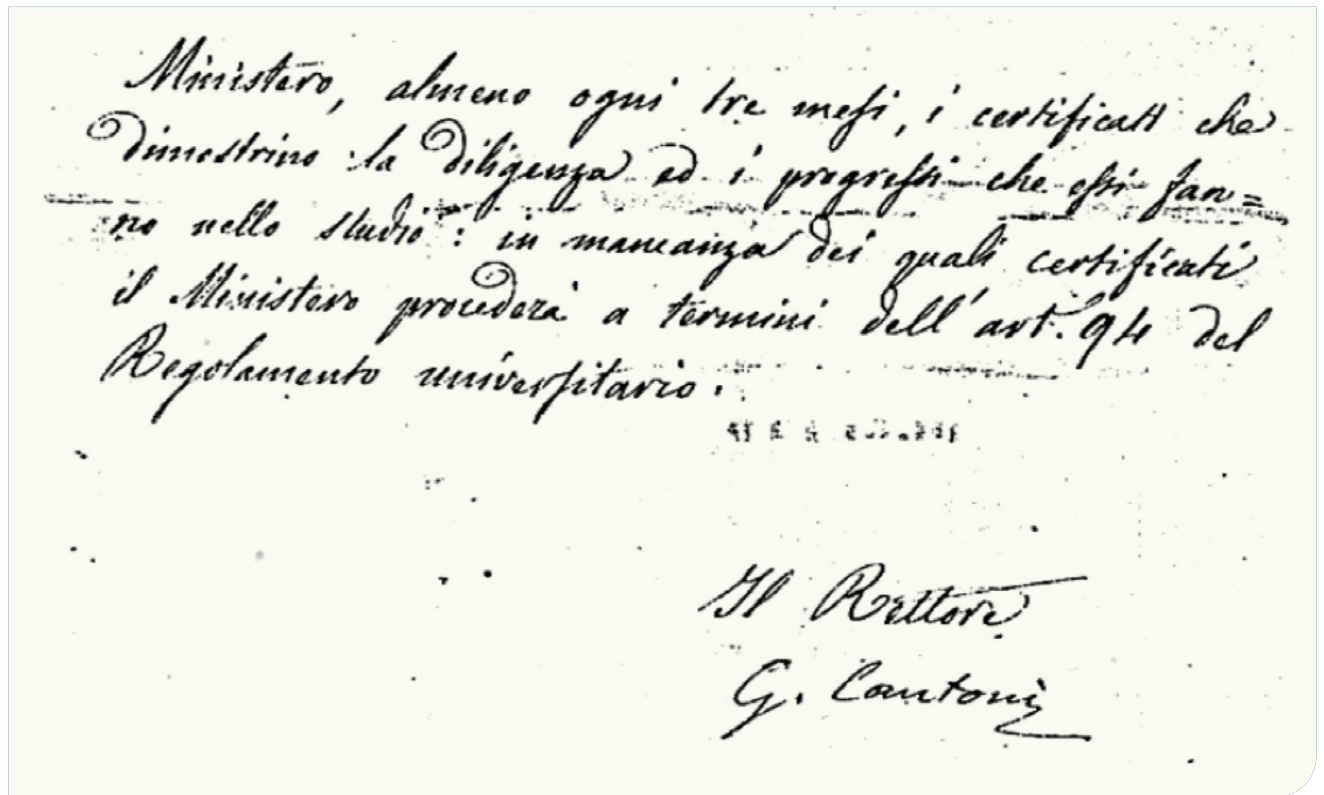 Ministero, almeno ogni tre mesi, i certificati che
dimostrino la diligenza ed i progressi che essi fan=
no nello studio: in mancanza dei quali certificati
il Ministero procederà a termini dell'art. 94 del
Regolamento universitario.
Il Rettore
G. Cantoni